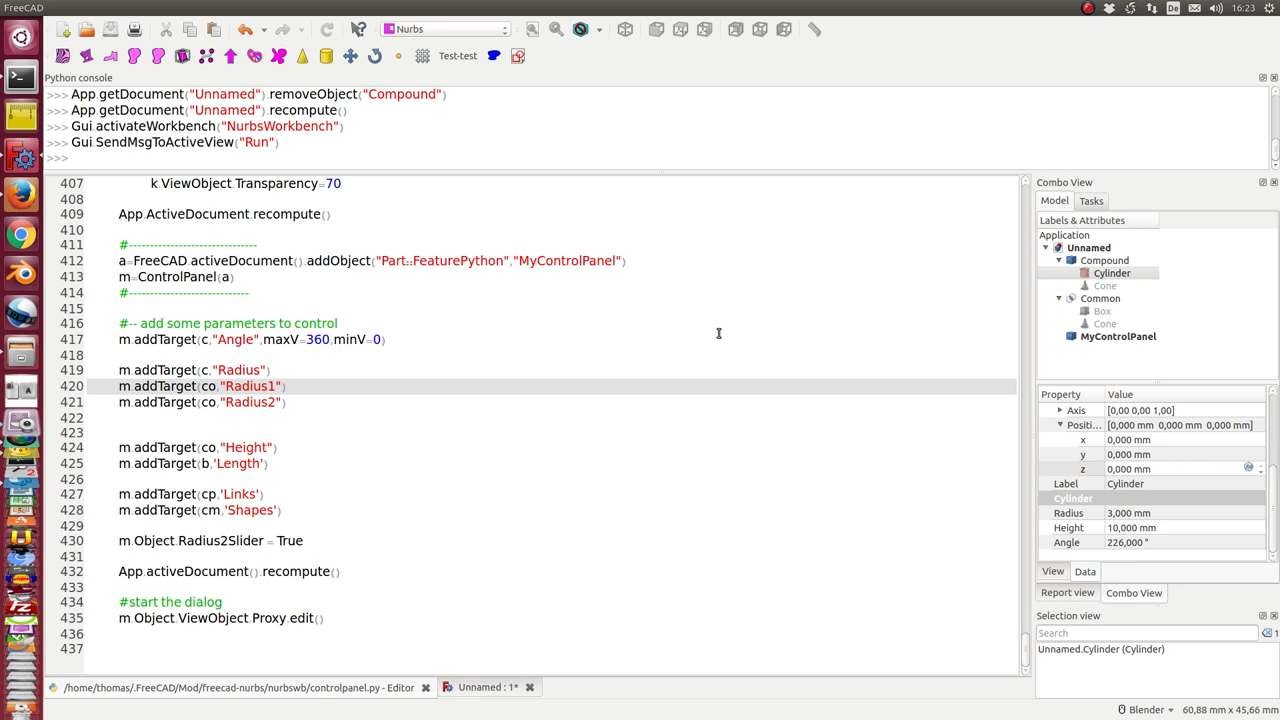 FreeCAD
De
16:23
Nurbs
Test-test
Python console
>>> App.getDocument("Unnamed").removeObject("Compound")
>>> App.getDocument("Unnamed").recompute()
>>> Gui.activateWorkbench("NurbsWorkbench")
>>> Gui.SendMsgToActiveView("Run")
>>>
407 k.ViewObject.Transparency=70
408
409 App.ActiveDocument.recompute()
410
411 #------------------------------
412 a=FreeCAD.activeDocument().addObject("Part::FeaturePython","MyControlPanel")
413 m=ControlPanel(a)
414 #----------------------------
415
416 #-- add some parameters to control
417 m.addTarget(c,"Angle",maxV=360,minV=0)
418
419 m.addTarget(c,"Radius")
420 m.addTarget(co,"Radius1")
421 m.addTarget(co,"Radius2")
422
423
424 m.addTarget(co,"Height")
425 m.addTarget(b,'Length')
426
427 m.addTarget(cp,'Links')
428 m.addTarget(cm,'Shapes')
429
430 m.Object.Radius2Slider = True
431
432 App.activeDocument().recompute()
433
434 #start the dialog
435 m.Object.ViewObject.Proxy.edit()
436
437
/home/thomas/.FreeCAD/Mod/freecad-nurbs/nurbswb/controlpanel.py - Editor
Unnamed : 1*
Combo View
Model Tasks
Labels & Attributes
Application
Unnamed
Compound
Cylinder
Cone
Common
Box
Cone
MyControlPanel
Property Value
Axis [0,00 0,00 1,00]
Positi... [0,000 mm 0,000 mm 0,000 mm]
x 0,000 mm
y 0,000 mm
z 0,000 mm
Label Cylinder
Cylinder
Radius 3,000 mm
Height 10,000 mm
Angle 226,000 °
View Data
Report view Combo View
Selection view
Search
1
Unnamed.Cylinder (Cylinder)
Blender 60,88 mm x 45,66 mm